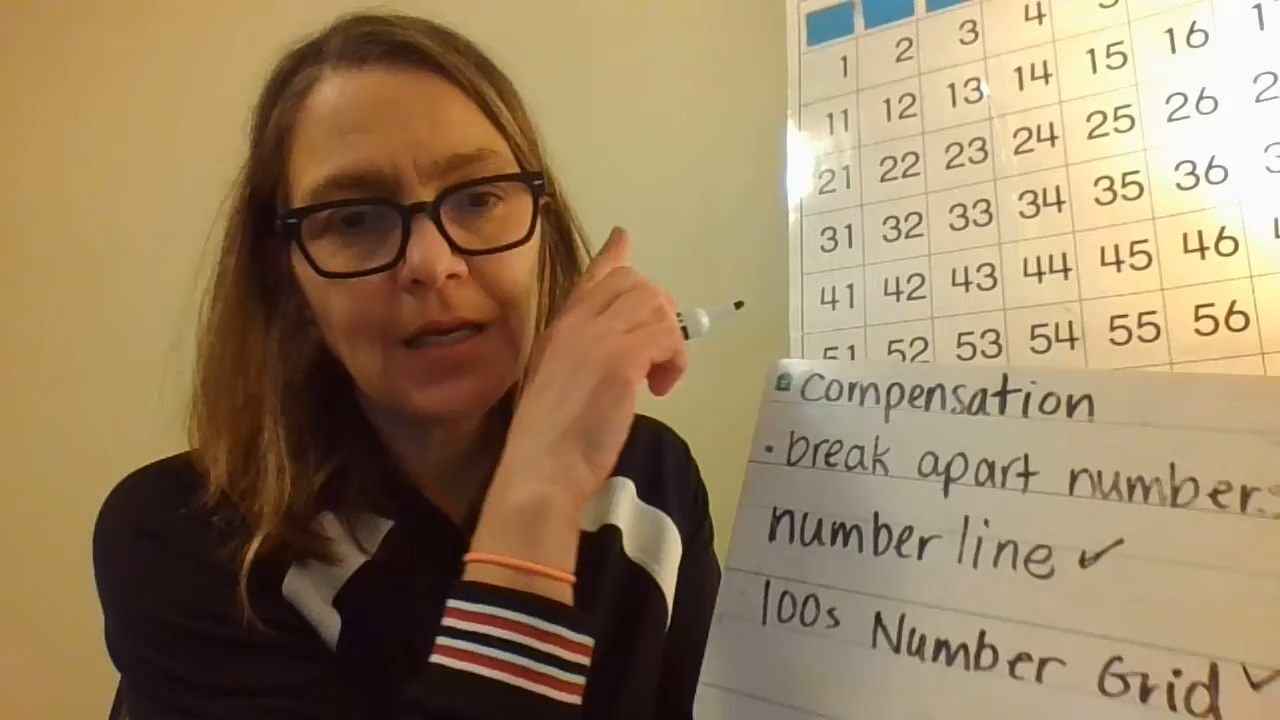 1 2 3 4
11 12 13 14 15 16
21 22 23 24 25 26
31 32 33 34 35 36
41 42 43 44 45 46
51 52 53 54 55 56
Compensation
• break apart number
number line ✓
100s Number Grid ✓